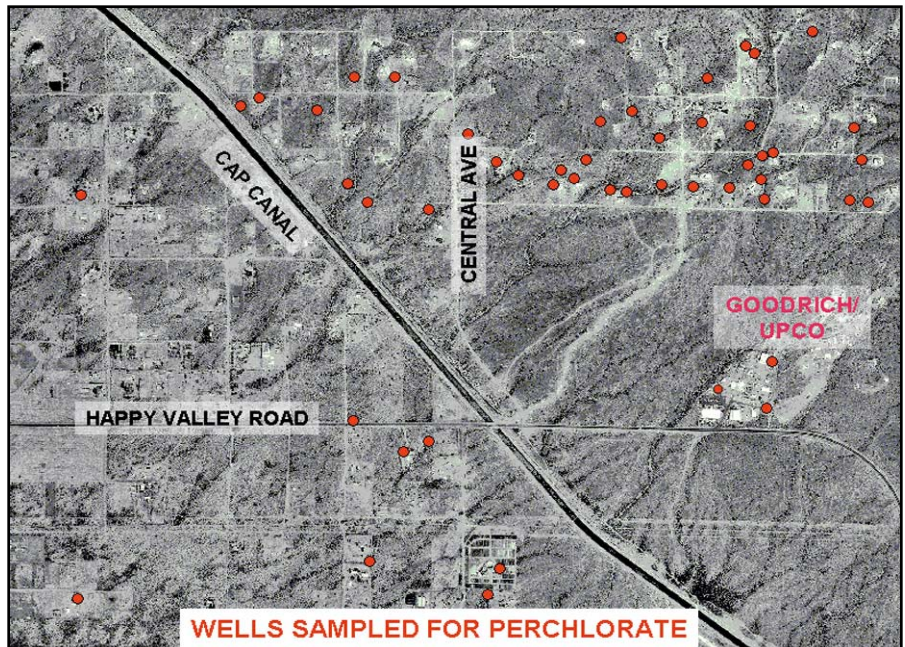 CAP CANAL
CENTRAL AVE
GOODRICH/
UPCO
HAPPY VALLEY ROAD
WELLS SAMPLED FOR PERCHLORATE